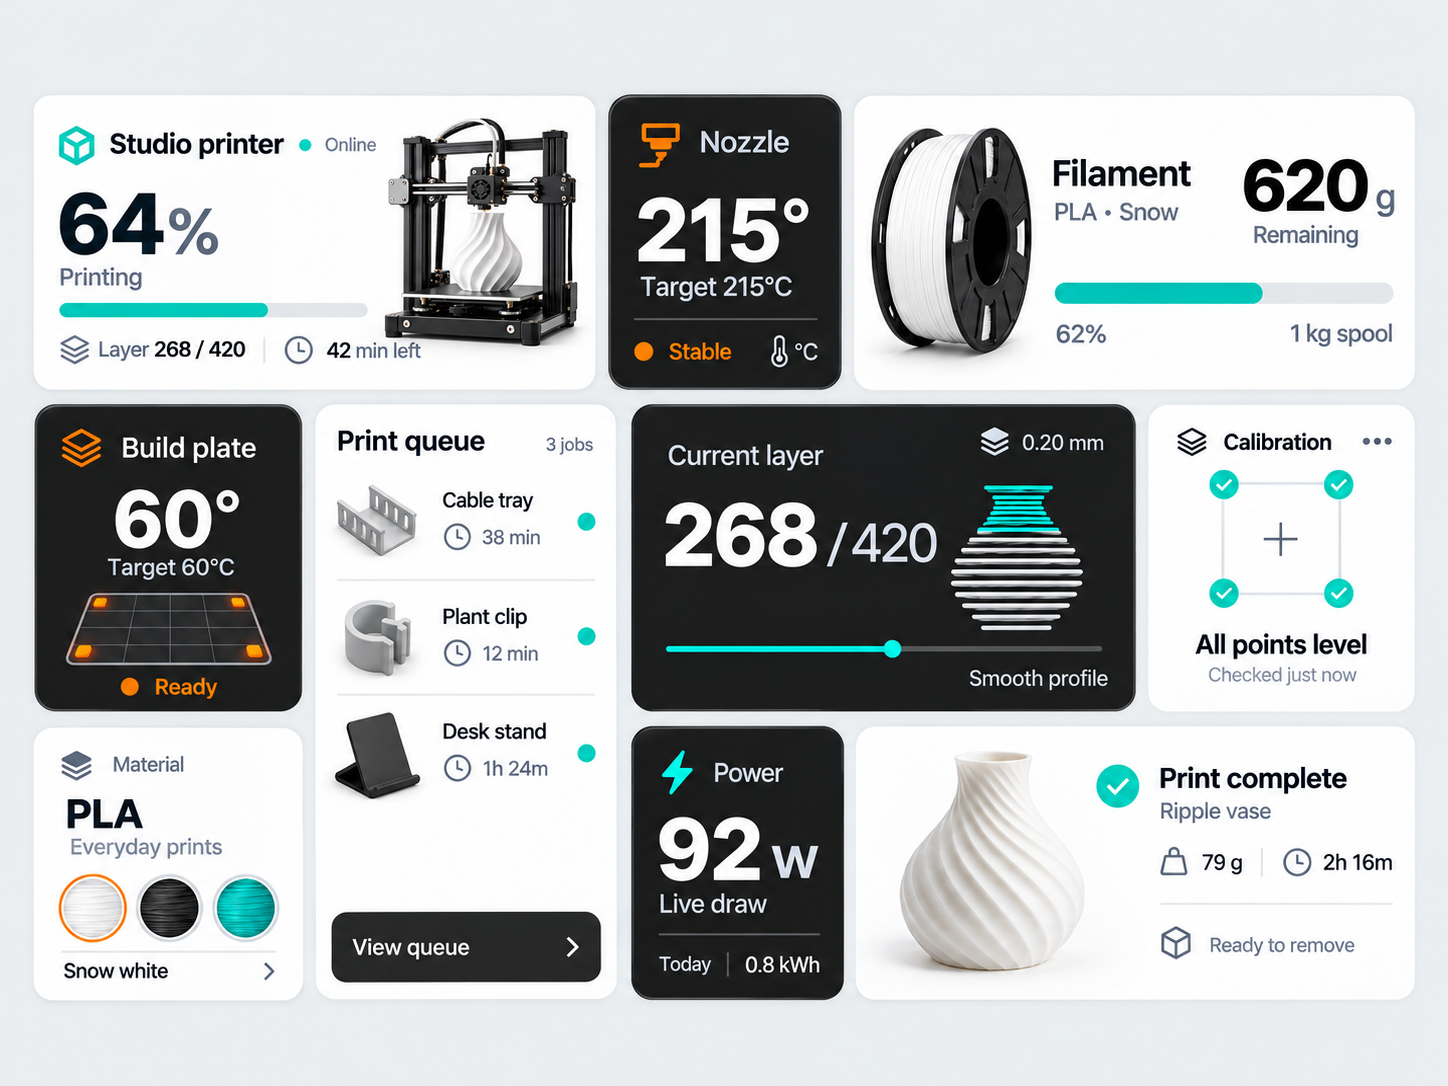 Studio printer
Online
64%
Printing
Layer 268 / 420
42 min left
Nozzle
215°
Target 215°C
Stable
°C
Filament
PLA • Snow
620 g
Remaining
62%
1 kg spool
Build plate
60°
Target 60°C
Ready
Print queue
3 jobs
Cable tray
38 min
Plant clip
12 min
Desk stand
1h 24m
View queue
Current layer
0.20 mm
268 / 420
Smooth profile
Calibration
All points level
Checked just now
Material
PLA
Everyday prints
Snow white
Power
92 W
Live draw
Today
0.8 kWh
Print complete
Ripple vase
79 g
2h 16m
Ready to remove